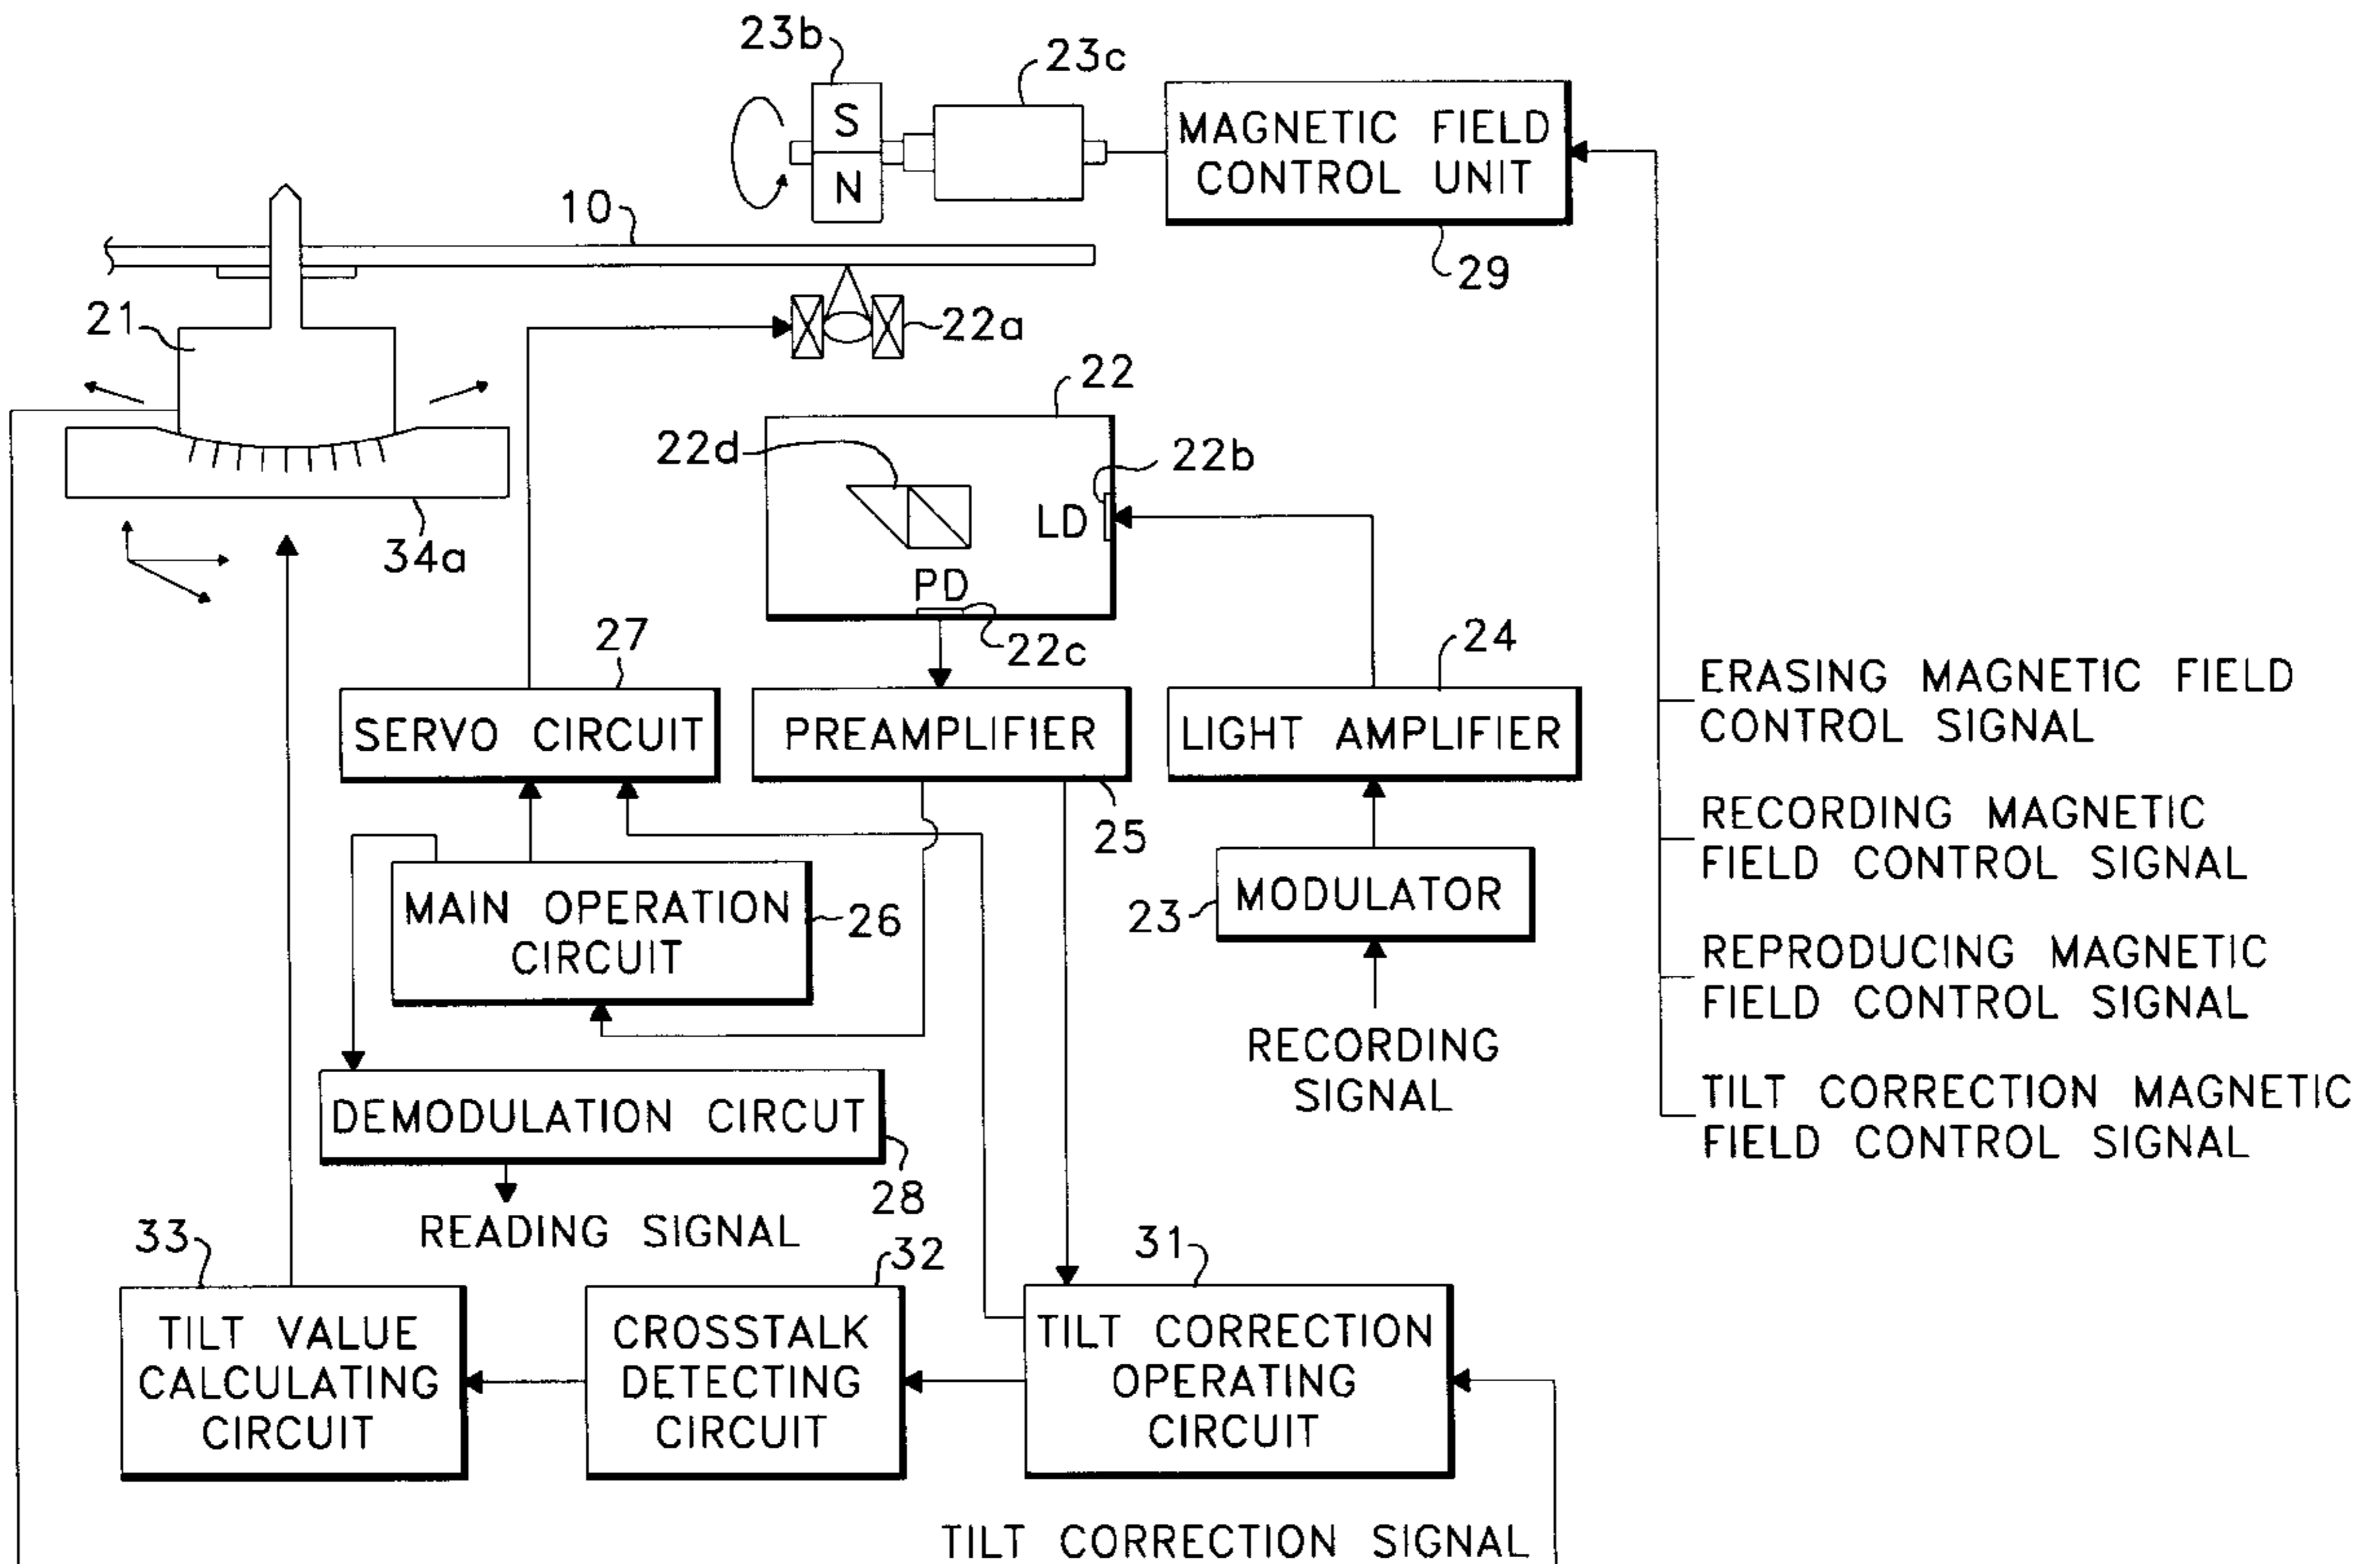 23b
23c
S
N
MAGNETIC FIELD
CONTROL UNIT
29
10
21
22a
22
22d
22b
LD
34a
PD
22c
27
24
SERVO CIRCUIT
PREAMPLIFIER
LIGHT AMPLIFIER
ERASING MAGNETIC FIELD
CONTROL SIGNAL
25
RECORDING MAGNETIC
FIELD CONTROL SIGNAL
MAIN OPERATION
CIRCUIT
26
23
MODULATOR
REPRODUCING MAGNETIC
FIELD CONTROL SIGNAL
RECORDING
SIGNAL
TILT CORRECTION MAGNETIC
FIELD CONTROL SIGNAL
DEMODULATION CIRCUT
28
READING SIGNAL
33
32
31
TILT VALUE
CALCULATING
CIRCUIT
CROSSTALK
DETECTING
CIRCUIT
TILT CORRECTION
OPERATING
CIRCUIT
TILT CORRECTION SIGNAL